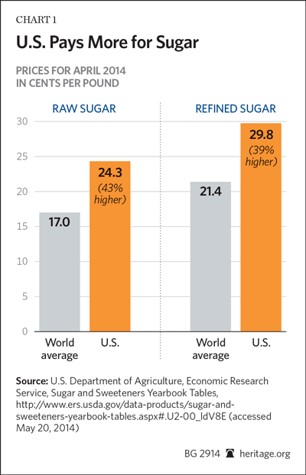 CHART 1
U.S. Pays More for Sugar
PRICES FOR APRIL 2014
IN CENTS PER POUND
RAW SUGAR
REFINED SUGAR
30
25
20
15
10
5
0
17.0
24.3
(43%
higher)
21.4
29.8
(39%
higher)
World
average
U.S.
World
average
U.S.
Source: U.S. Department of Agriculture, Economic Research
Service, Sugar and Sweeteners Yearbook Tables,
http://www.ers.usda.gov/data-products/sugar-and-
sweeteners-yearbook-tables.aspx#.U2-00_ldV8E (accessed
May 20, 2014)
BG 2914 heritage.org